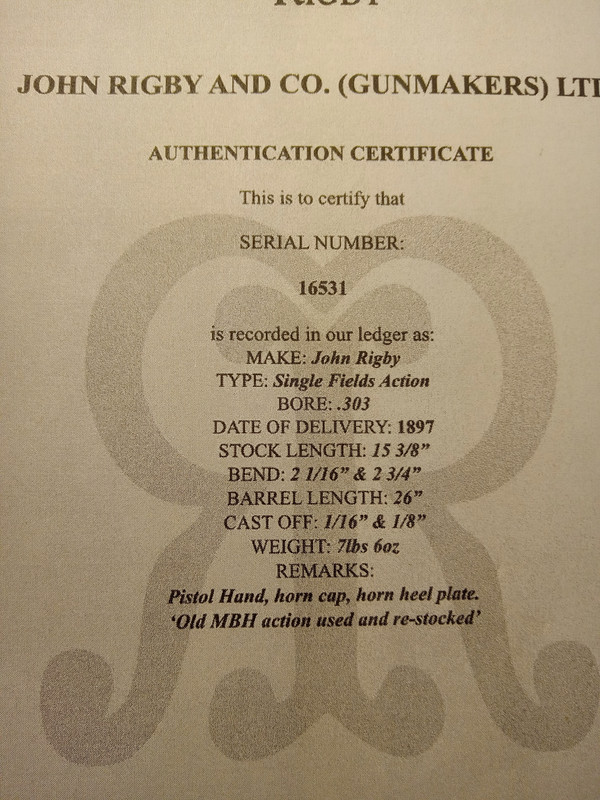 RIGBY
JOHN RIGBY AND CO. (GUNMAKERS) LTD
AUTHENTICATION CERTIFICATE
This is to certify that
SERIAL NUMBER:
16531
is recorded in our ledger as:
MAKE: John Rigby
TYPE: Single Fields Action
BORE: .303
DATE OF DELIVERY: 1897
STOCK LENGTH: 15 3/8”
BEND: 2 1/16” & 2 3/4”
BARREL LENGTH: 26”
CAST OFF: 1/16” & 1/8”
WEIGHT: 7lbs 6oz
REMARKS:
Pistol Hand, horn cap, horn heel plate.
‘Old MBH action used and re-stocked’